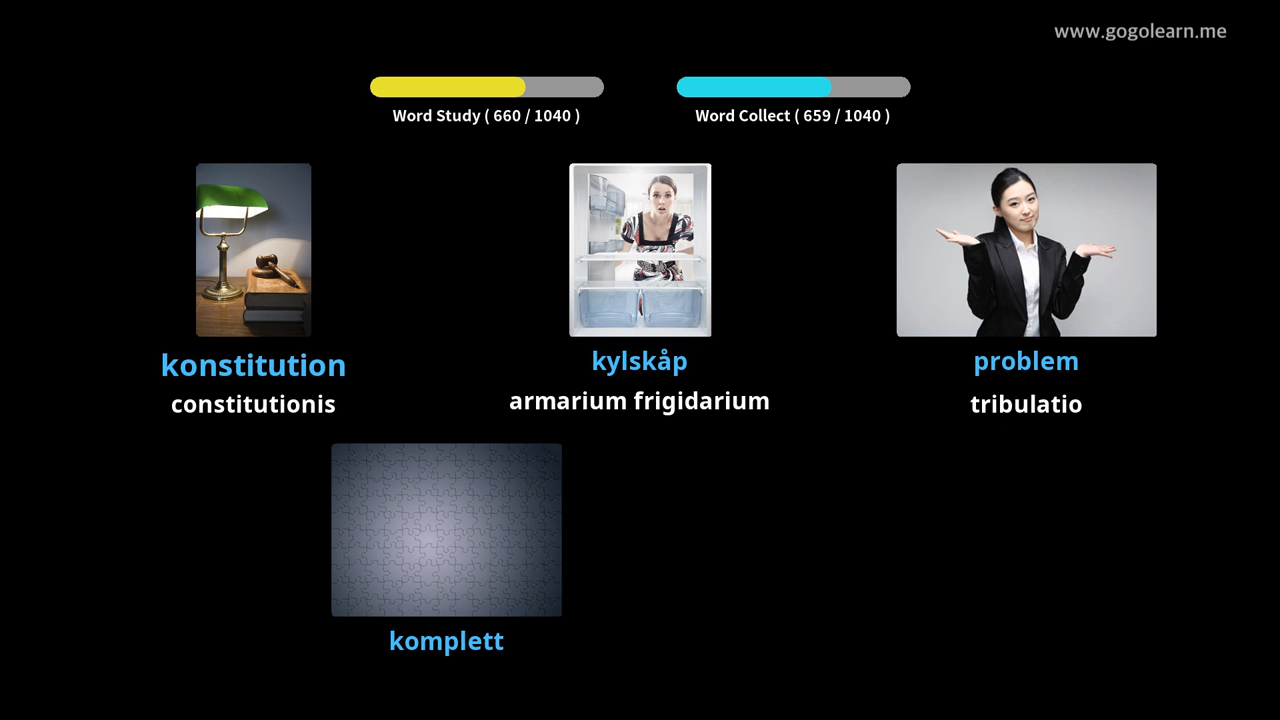 www.gogolearn.me
Word Study ( 660 / 1040 )
Word Collect ( 659 / 1040 )
konstitution
constitutionis
kylskåp
armarium frigidarium
problem
tribulatio
komplett